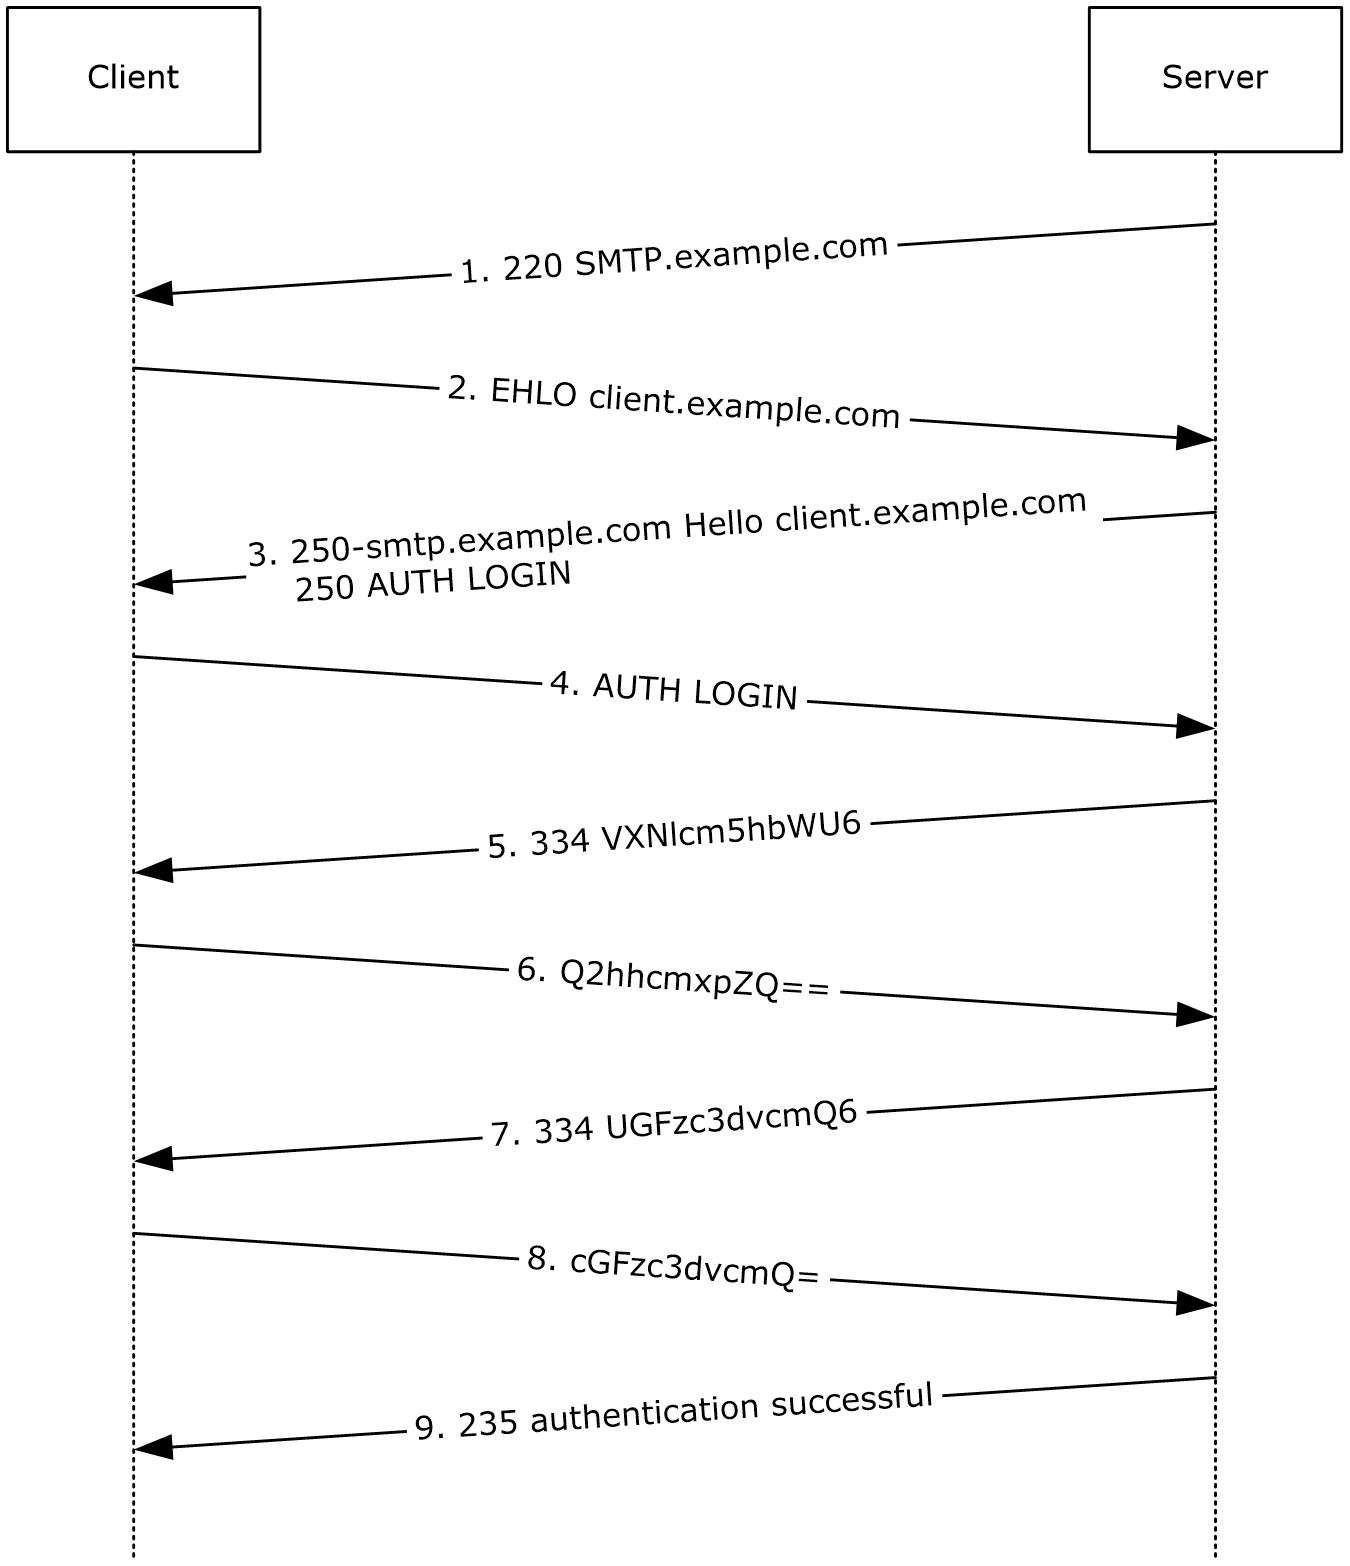 Client
Server
1. 220 SMTP.example.com
2. EHLO client.example.com
3. 250-smtp.example.com Hello client.example.com
250 AUTH LOGIN
4. AUTH LOGIN
5. 334 VXNlcm5hbWU6
6. Q2hhcmxpZQ==
7. 334 UGFzc3dvcmQ6
8. cGFzc3dvcmQ=
9. 235 authentication successful